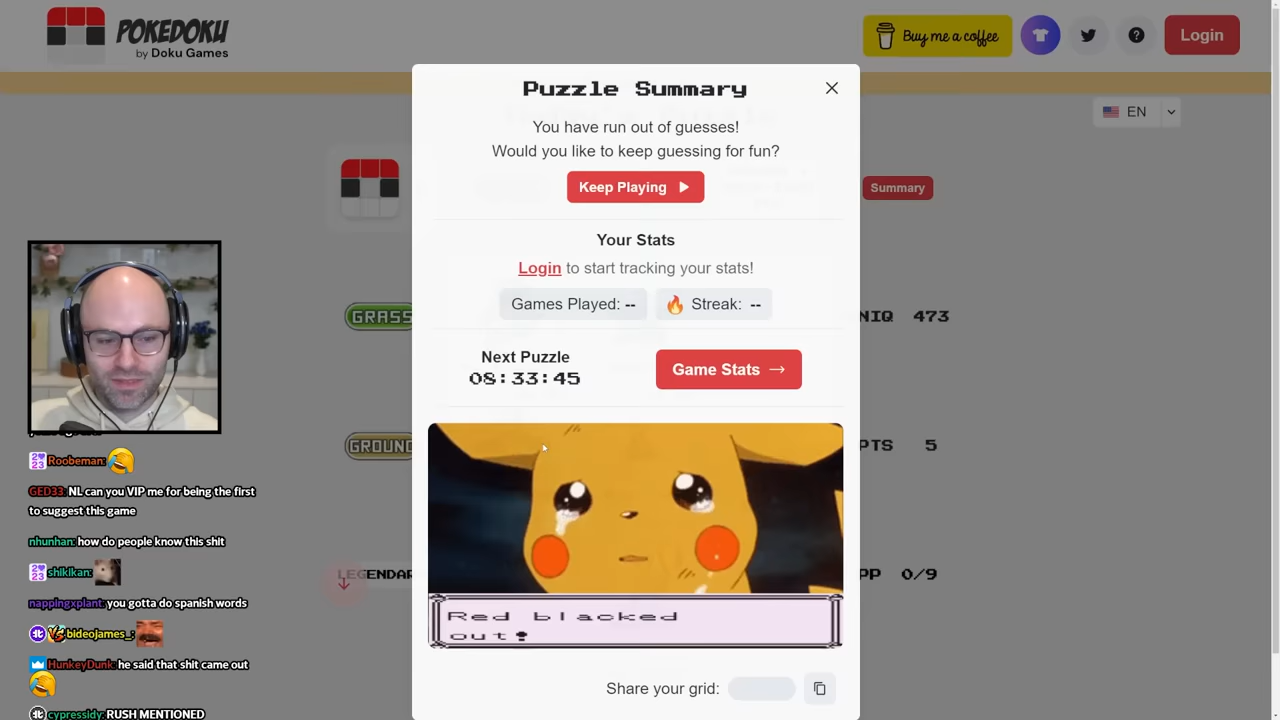 POKEDOKU
by Doku Games
Buy me a coffee
Login
EN
Puzzle Summary
You have run out of guesses!
Would you like to keep guessing for fun?
Keep Playing
Summary
Your Stats
Login to start tracking your stats!
Games Played: --
Streak: --
GRASS
NIQ 473
Next Puzzle
08:33:45
Game Stats →
GROUND
PTS 5
LEGENDAR
PP 0/9
Red blacked
out!
Share your grid:
Roobeman:
GED33: NL can you VIP me for being the first
to suggest this game
nhunhan: how do people know this shit
shikikan:
nappingxplant: you gotta do spanish words
bideojames_:
HunkeyDunk: he said that shit came out
cypressidy: RUSH MENTIONED